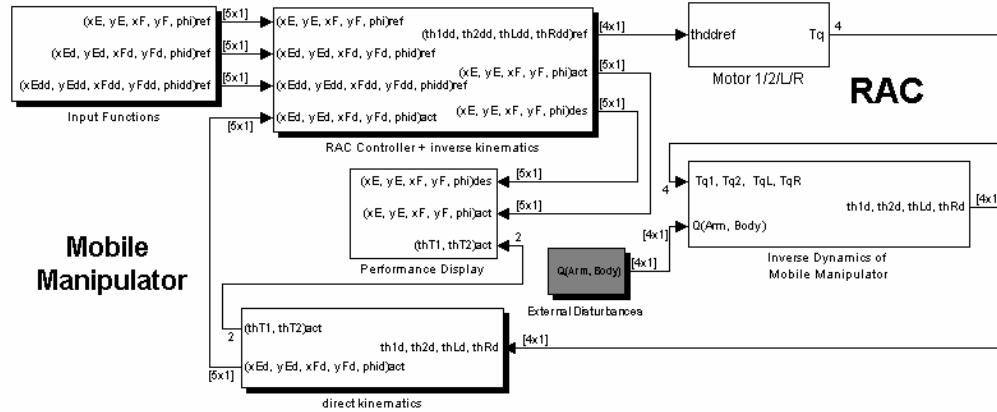 (xE, yE, xF, yF, phi)ref
(xEd, yEd, xFd, yFd, phid)ref
(xEdd, yEdd, xFdd, yFdd, phidd)ref
Input Functions
[5x1]
[5x1]
[5x1]
[5x1]
(xE, yE, xF, yF, phi)ref
(th1dd, th2dd, thLdd, thRdd)ref
(xEd, yEd, xFd, yFd, phid)ref
(xE, yE, xF, yF, phi)act
(xEdd, yEdd, xFdd, yFdd, phidd)ref
(xE, yE, xF, yF, phi)des
(xEd, yEd, xFd, yFd, phid)act
RAC Controller + inverse kinematics
[4x1]
[5x1]
[5x1]
thddref
Tq
4
Motor 1/2/L/R
RAC
(xE, yE, xF, yF, phi)des
[5x1]
(xE, yE, xF, yF, phi)act
[5x1]
(thT1, thT2)act
2
Performance Display
4
Tq1, Tq2, TqL, TqR
th1d, th2d, thLd, thRd
[4x1]
Q(Arm, Body)
[4x1]
Inverse Dynamics of
Mobile Manipulator
Mobile
Manipulator
Q(Arm, Body)
[4x1]
External Disturbances
2
(thT1, thT2)act
th1d, th2d, thLd, thRd
[4x1]
(xEd, yEd, xFd, yFd, phid)act
[5x1]
direct kinematics